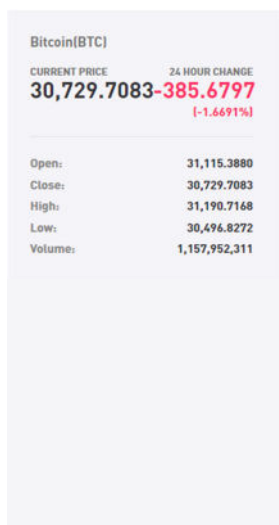 Bitcoin(BTC)
CURRENT PRICE 24 HOUR CHANGE
30,729.7083-385.6797
(-1.6691%)
Open: 31,115.3880
Close: 30,729.7083
High: 31,190.7168
Low: 30,496.8272
Volume: 1,157,952,311